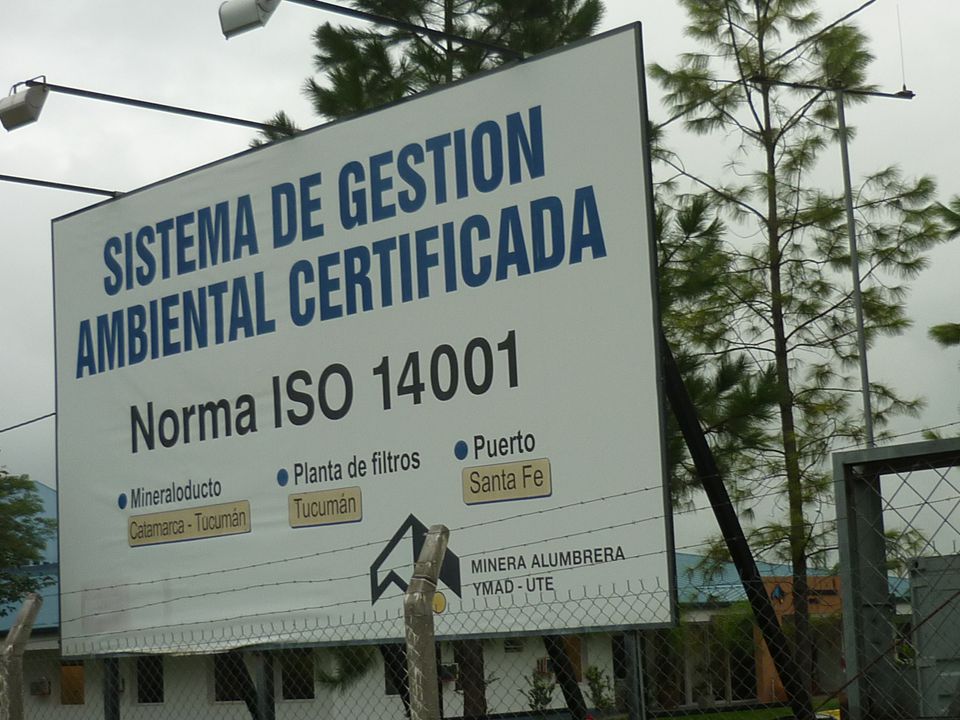 SISTEMA DE GESTION
AMBIENTAL CERTIFICADA
Norma ISO 14001
Mineraloducto
Catamarca - Tucumán
Planta de filtros
Tucumán
Puerto
Santa Fe
MINERA ALUMBRERA
YMAD - UTE